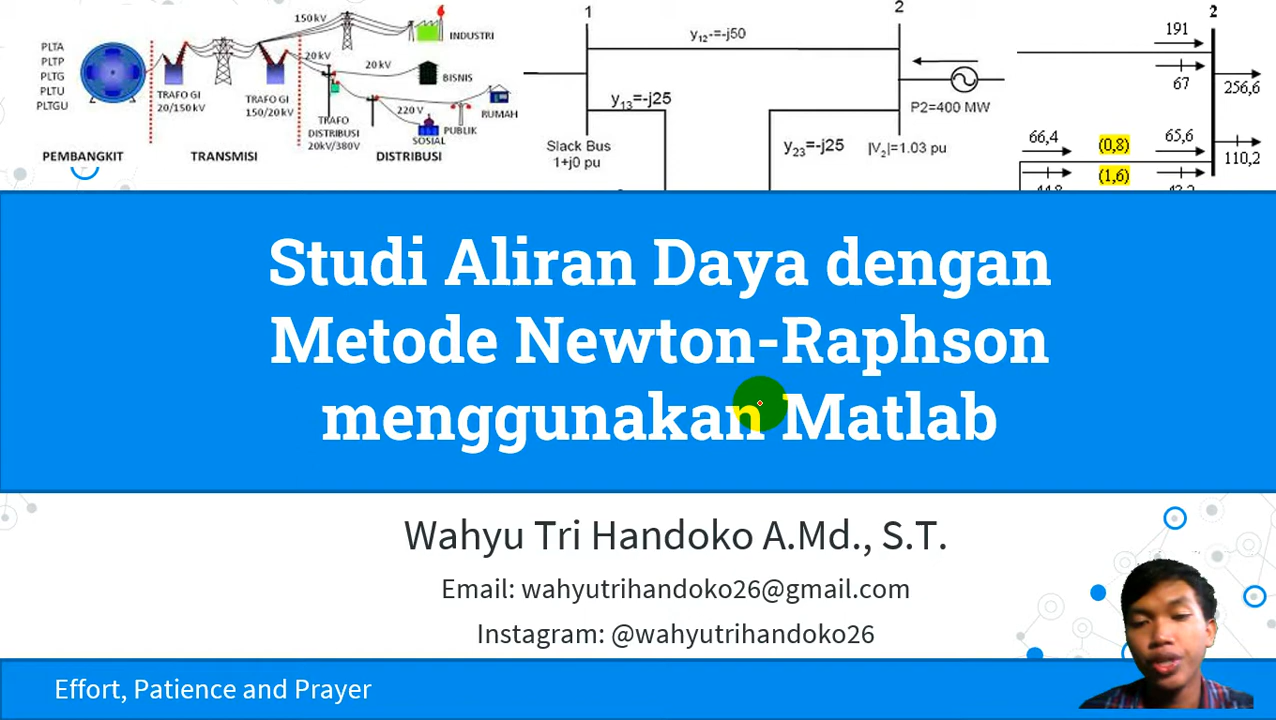 PLTA
PLTP
PLTG
PLTU
PLTGU
TRAFO GI
20/150kV
150 kV
TRAFO GI
150/20kV
20 kV
20 kV
TRAFO
DISTRIBUSI
20kV/380V
220 V
INDUSTRI
BISNIS
RUMAH
PUBLIK
SOSIAL
PEMBANGKIT
TRANSMISI
DISTRIBUSI
1
2
y12-=-j50
y13=-j25
y23=-j25
Slack Bus
1+j0 pu
P2=400 MW
|V2|=1.03 pu
2
191
67
256,6
66,4
(0,8)
65,6
110,2
(1,6)
Studi Aliran Daya dengan
Metode Newton-Raphson
menggunakan Matlab
Wahyu Tri Handoko A.Md., S.T.
Email: wahyutrihandoko26@gmail.com
Instagram: @wahyutrihandoko26
Effort, Patience and Prayer